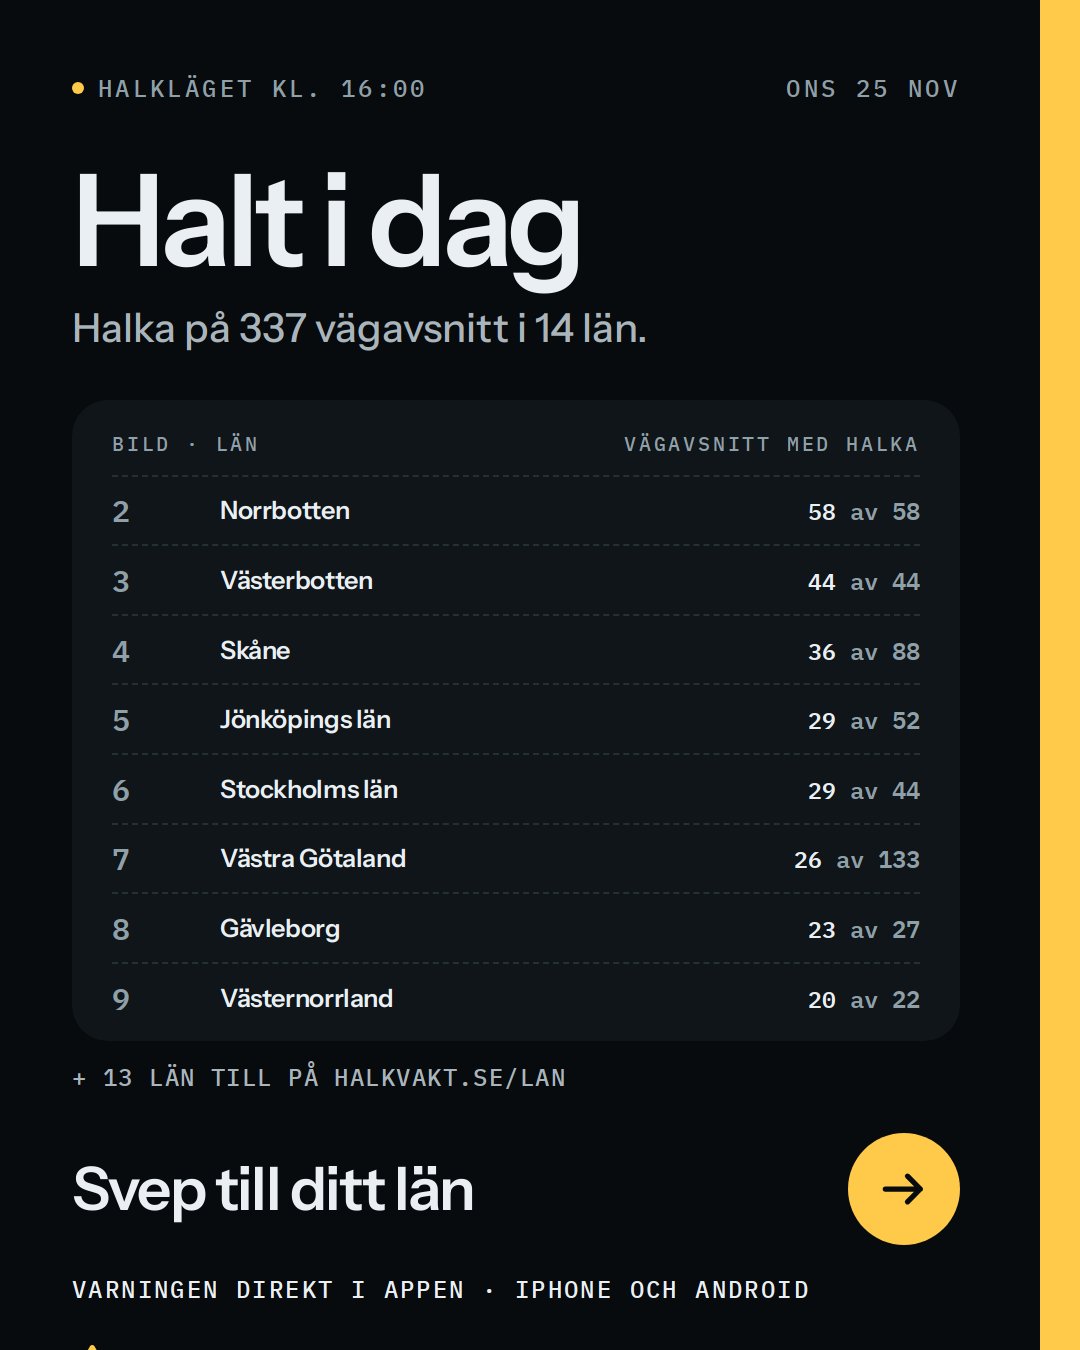 HALKLÄGET KL. 16:00 ONS 25 NOV
Halt i dag
Halka på 337 vägavsnitt i 14 län.
BILD · LÄN VÄGAVSNITT MED HALKA
2 Norrbotten 58 av 58
3 Västerbotten 44 av 44
4 Skåne 36 av 88
5 Jönköpings län 29 av 52
6 Stockholms län 29 av 44
7 Västra Götaland 26 av 133
8 Gävleborg 23 av 27
9 Västernorrland 20 av 22
+ 13 LÄN TILL PÅ HALKVAKT.SE/LAN
Svep till ditt län
VARNINGEN DIREKT I APPEN · IPHONE OCH ANDROID